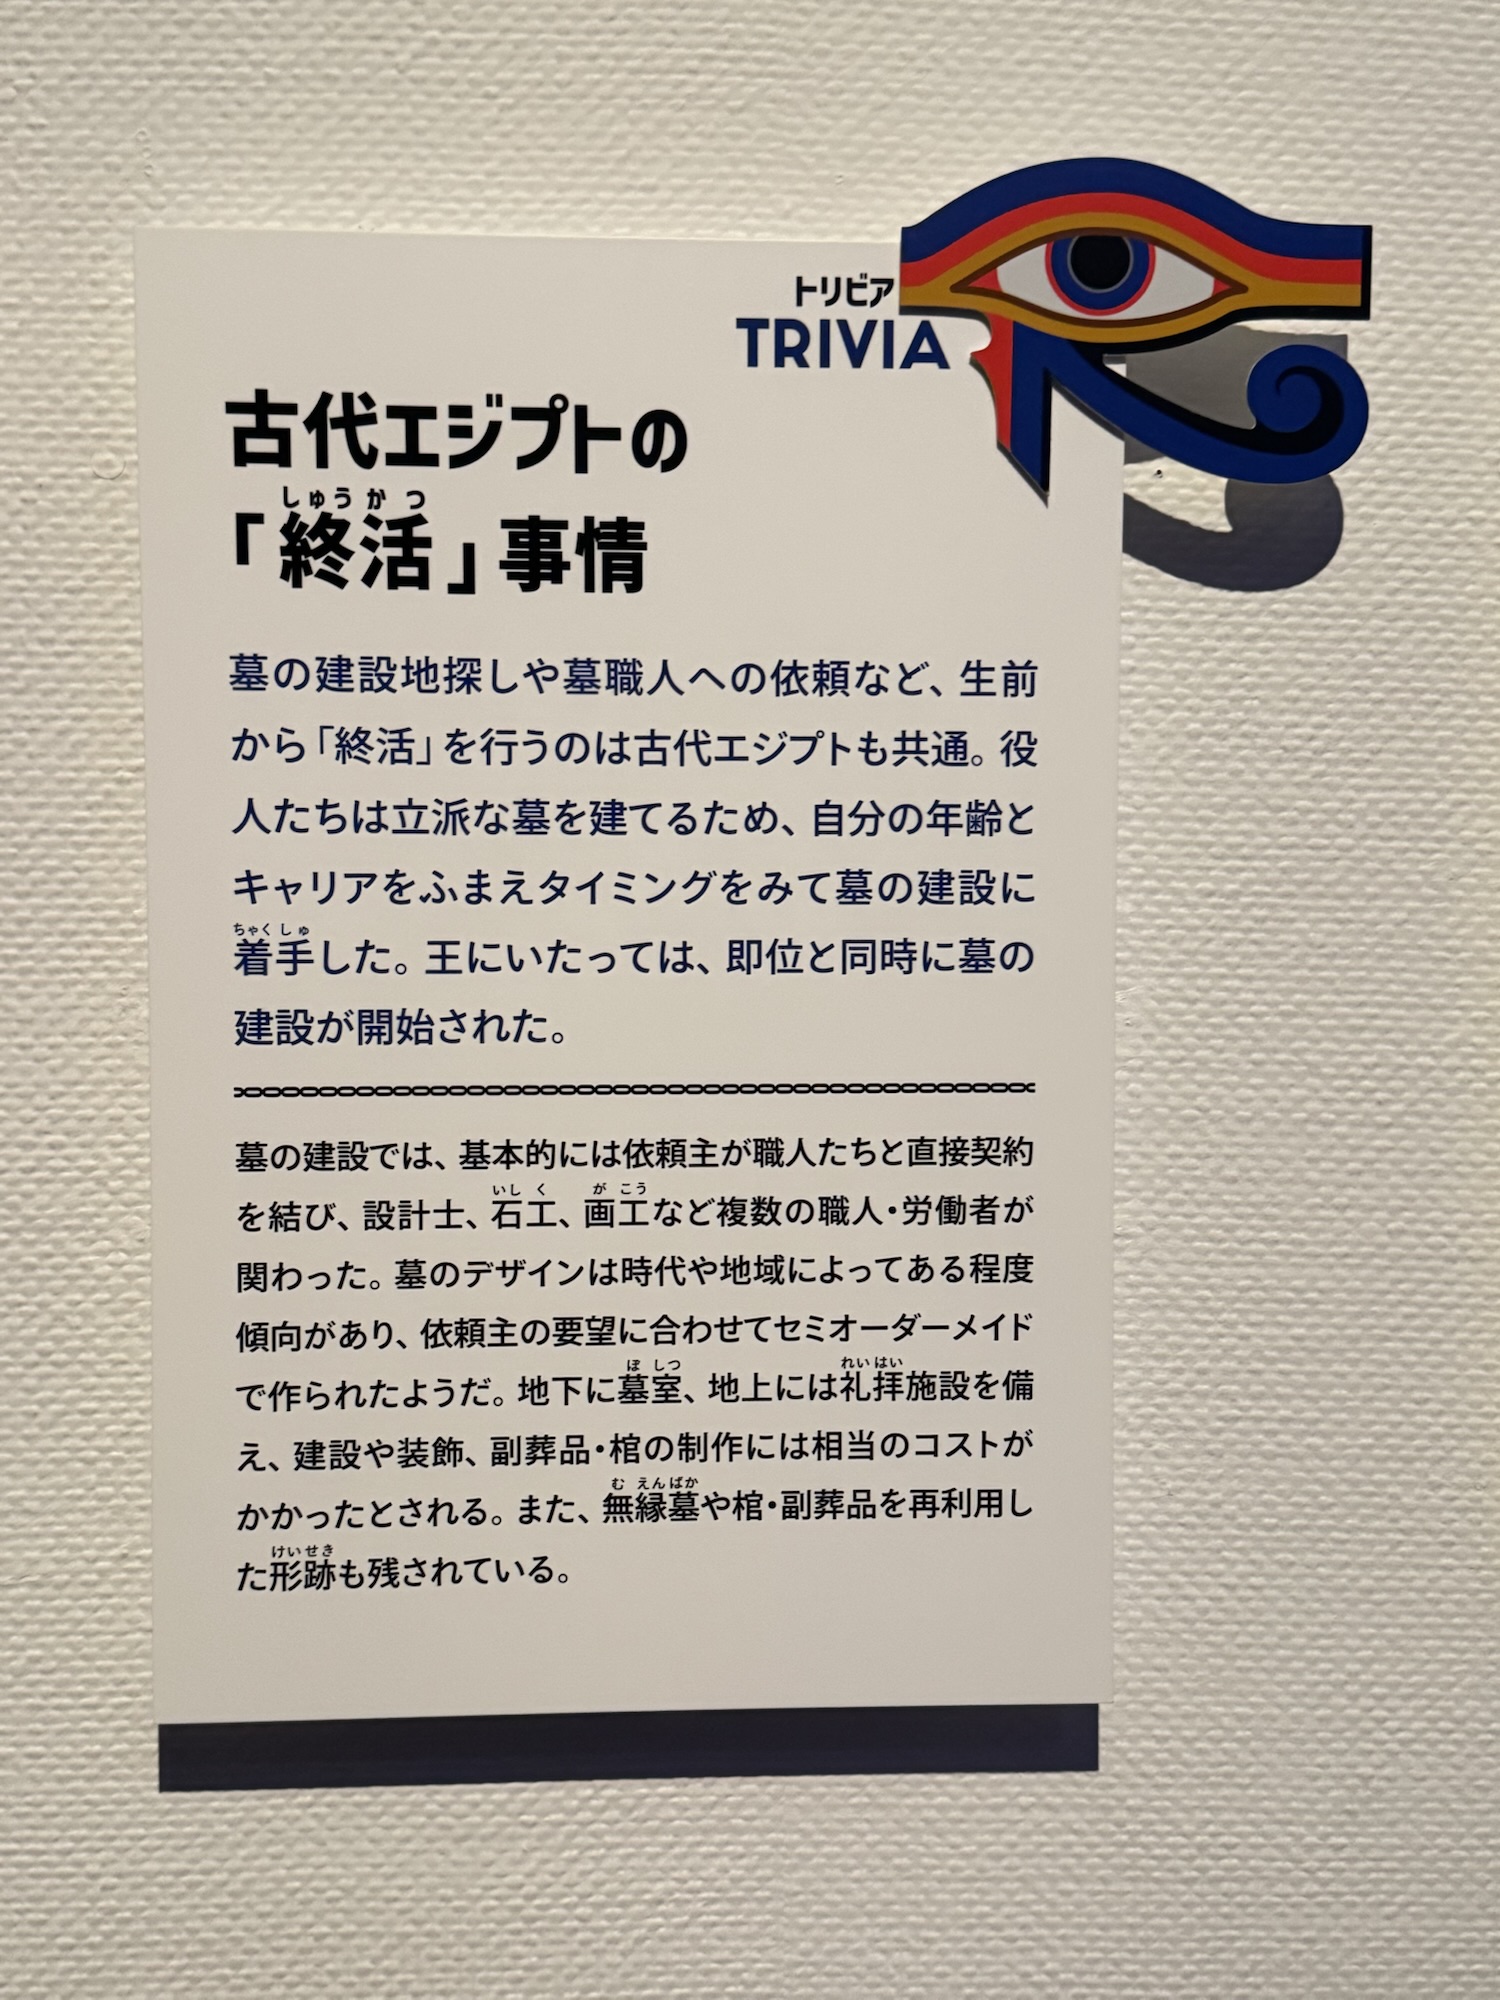 トリビア
TRIVIA
古代エジプトの
しゅうかつ
「終活」事情
墓の建設地探しや墓職人への依頼など、生前
から「終活」を行うのは古代エジプトも共通。役
人たちは立派な墓を建てるため、自分の年齢と
キャリアをふまえタイミングをみて墓の建設に
ちゃくしゅ
着手した。王にいたっては、即位と同時に墓の
建設が開始された。
墓の建設では、基本的には依頼主が職人たちと直接契約
いしく がこう
を結び、設計士、石工、画工など複数の職人・労働者が
関わった。墓のデザインは時代や地域によってある程度
傾向があり、依頼主の要望に合わせてセミオーダーメイド
ぼしつ れいはい
で作られたようだ。地下に墓室、地上には礼拝施設を備
え、建設や装飾、副葬品・棺の制作には相当のコストが
むえんばか
かかったとされる。また、無縁墓や棺・副葬品を再利用し
けいせき
た形跡も残されている。